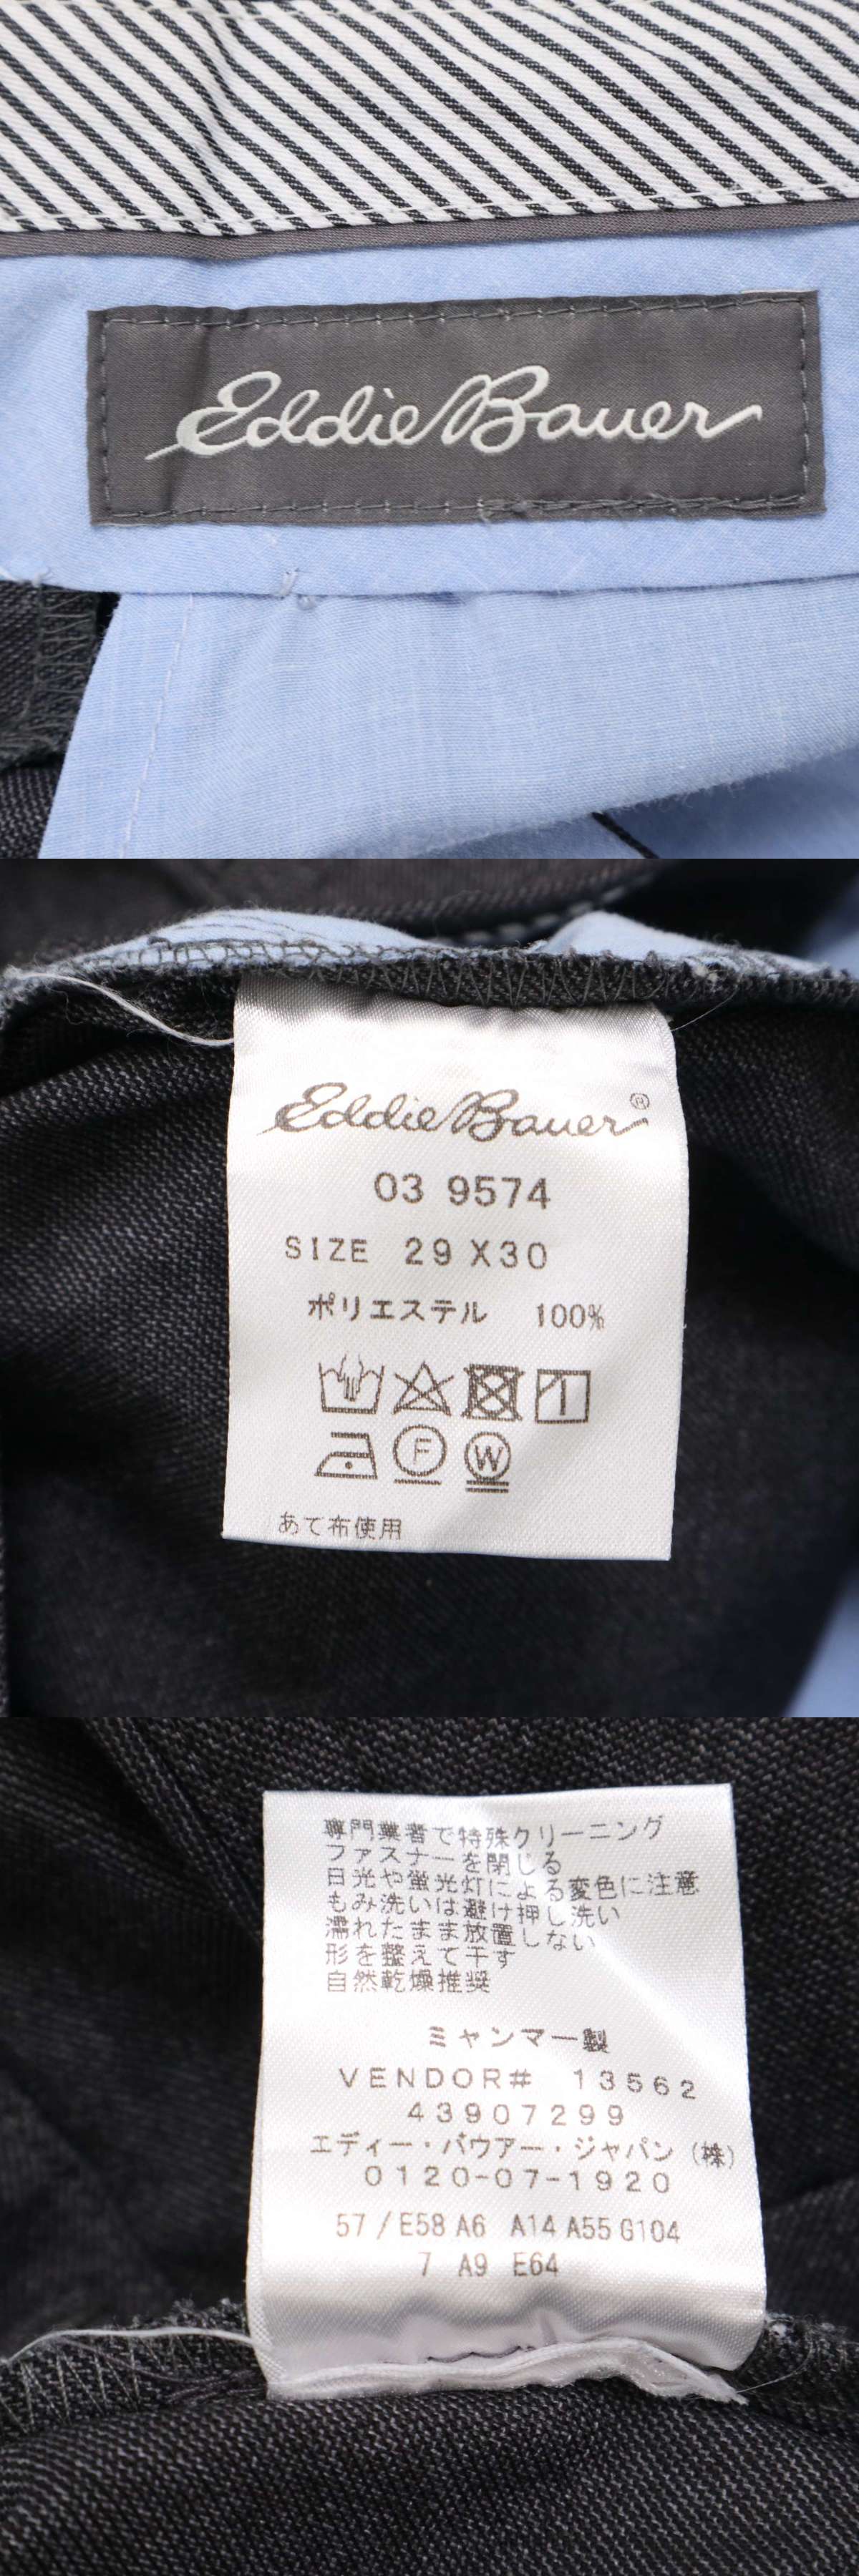 Eddie Bauer
Eddie Bauer®
03 9574
SIZE 29X30
ポリエステル 100%
F
W
あて布使用
専門業者で特殊クリーニング
ファスナーを閉じる
日光や蛍光灯による変色に注意
もみ洗いは避け押し洗い
濡れたまま放置しない
形を整えて干す
自然乾燥推奨
ミャンマー製
VENDOR# 13562
43907299
エディー・バウアー・ジャパン(株)
0120-07-1920
57/E58 A6 A14 A55 G104
7 A9 E64